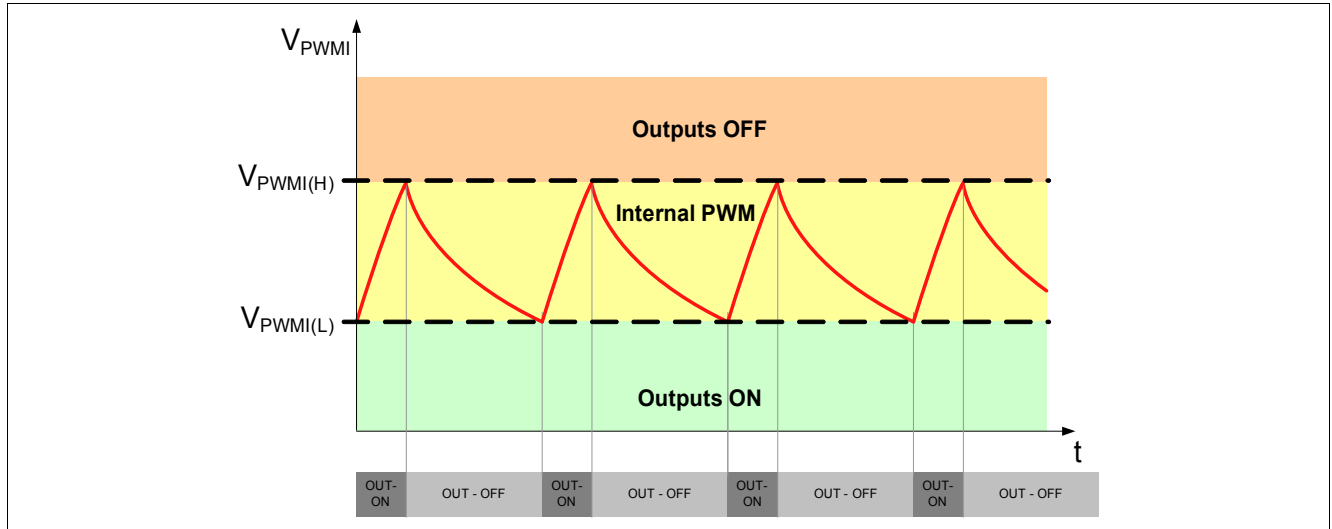 V_PWMI
Outputs OFF
V_PWMI(H)
Internal PWM
V_PWMI(L)
Outputs ON
t
OUT-
ON
OUT - OFF
OUT-
ON
OUT - OFF
OUT-
ON
OUT - OFF
OUT-
ON
OUT - OFF